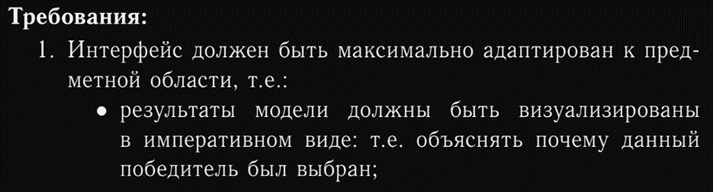 Требования:
1. Интерфейс должен быть максимально адаптирован к пред-
метной области, т.е.:
• результаты модели должны быть визуализированы
в императивном виде: т.е. объяснять почему данный
победитель был выбран;